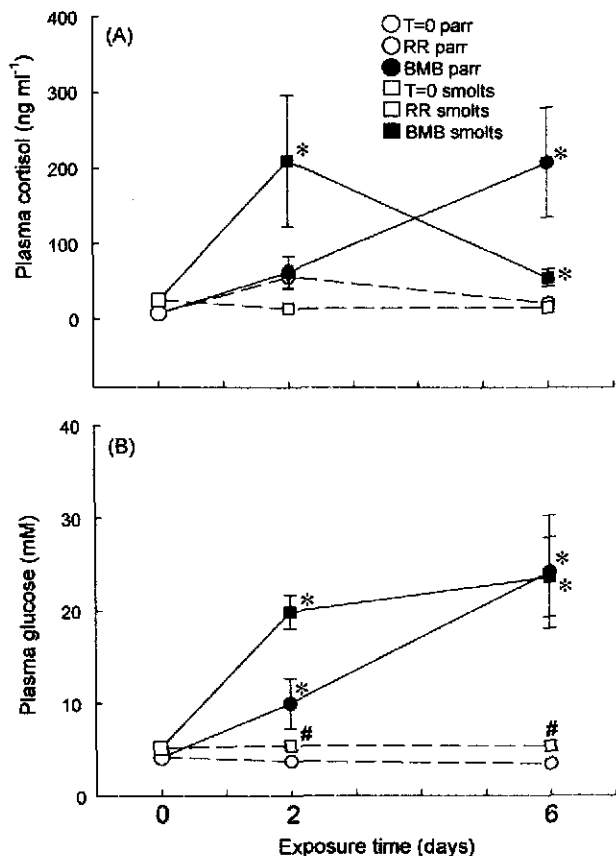 (A)
T=0 parr
RR parr
BMB parr
T=0 smolts
RR smolts
BMB smolts
400
300
200
100
0
Plasma cortisol (ng ml⁻¹)
*
*
*
(B)
40
30
20
10
0
Plasma glucose (mM)
*
*
*
*
#
#
0 2 6
Exposure time (days)